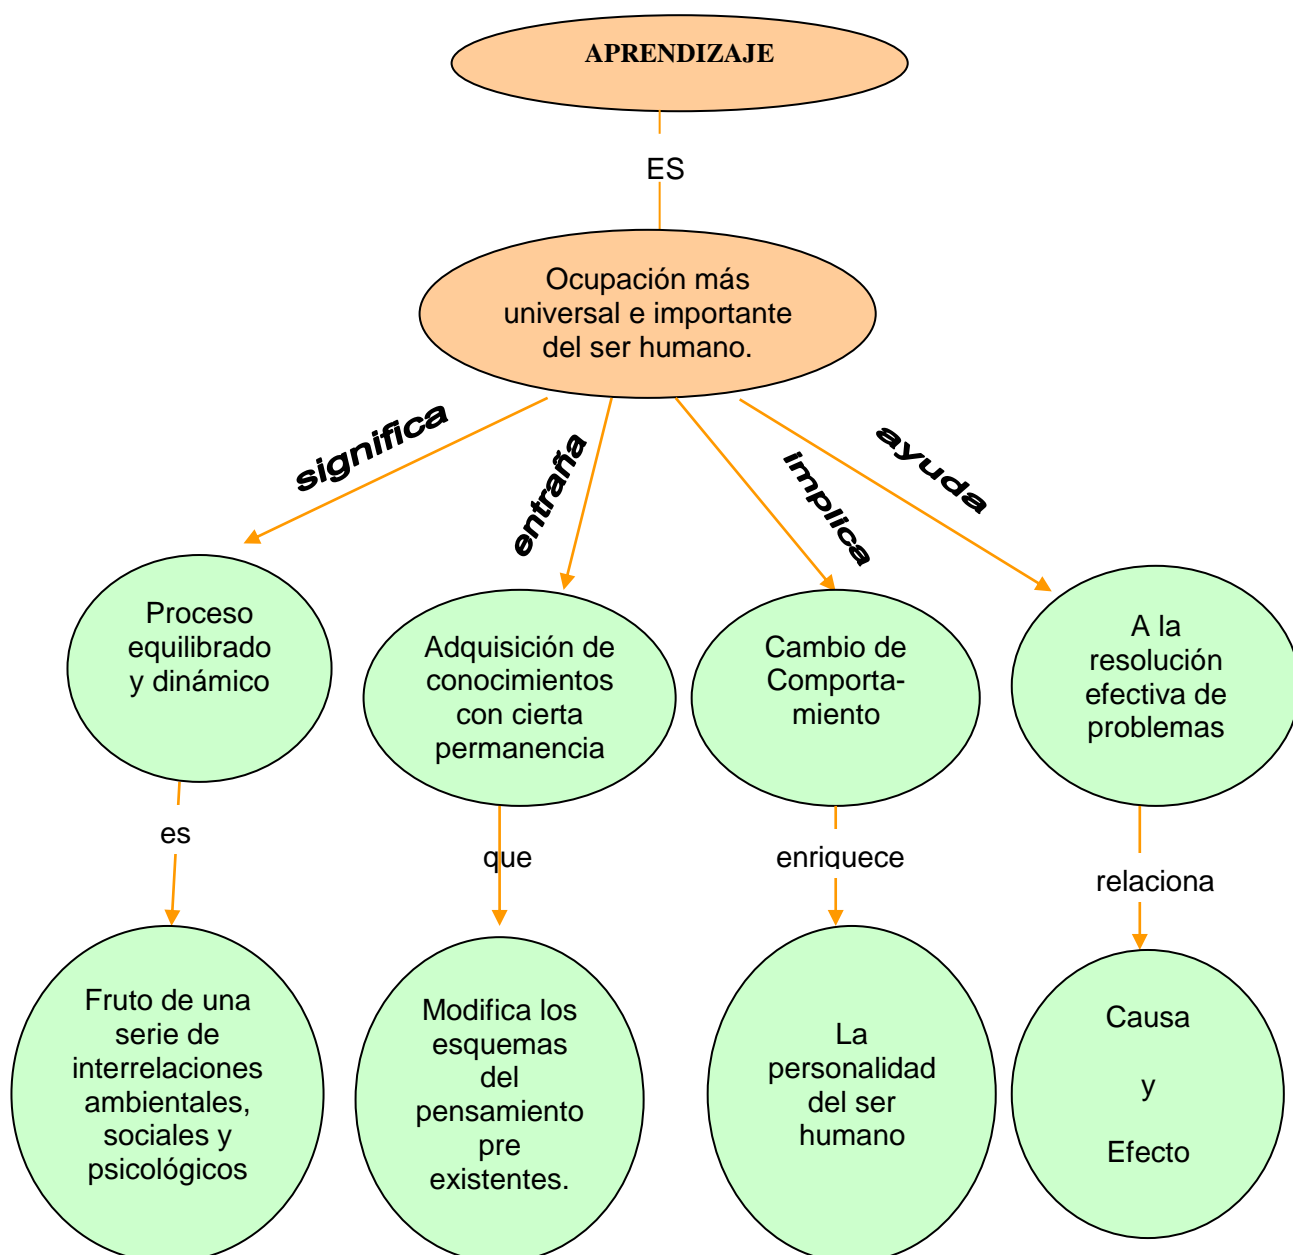 APRENDIZAJE
ES
Ocupación más
universal e importante
del ser humano.
significa
entraña
implica
ayuda
Proceso
equilibrado
y dinámico
Adquisición de
conocimientos
con cierta
permanencia
Cambio de
Comporta-
miento
A la
resolución
efectiva de
problemas
es
que
enriquece
relaciona
Fruto de una
serie de
interrelaciones
ambientales,
sociales y
psicológicos
Modifica los
esquemas
del
pensamiento
pre
existentes.
La
personalidad
del ser
humano
Causa
y
Efecto